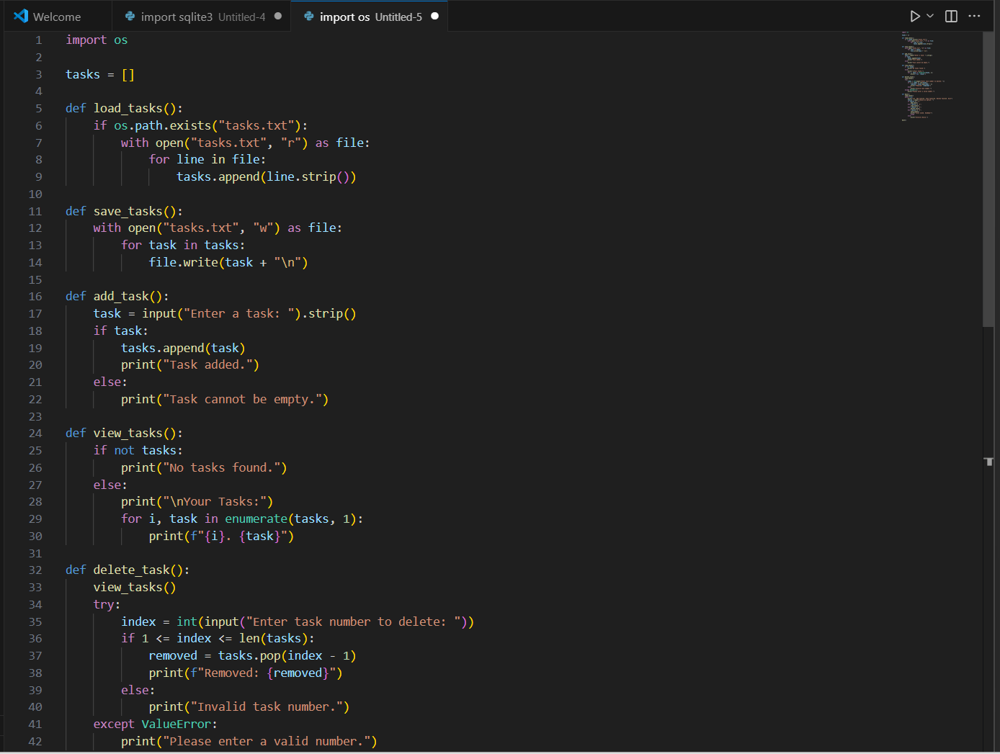 Welcome
import sqlite3 Untitled-4
import os Untitled-5
1 import os
2
3 tasks = []
4
5 def load_tasks():
6     if os.path.exists("tasks.txt"):
7         with open("tasks.txt", "r") as file:
8             for line in file:
9                 tasks.append(line.strip())
10
11 def save_tasks():
12     with open("tasks.txt", "w") as file:
13         for task in tasks:
14             file.write(task + "\n")
15
16 def add_task():
17     task = input("Enter a task: ").strip()
18     if task:
19         tasks.append(task)
20         print("Task added.")
21     else:
22         print("Task cannot be empty.")
23
24 def view_tasks():
25     if not tasks:
26         print("No tasks found.")
27     else:
28         print("\nYour Tasks:")
29         for i, task in enumerate(tasks, 1):
30             print(f"{i}. {task}")
31
32 def delete_task():
33     view_tasks()
34     try:
35         index = int(input("Enter task number to delete: "))
36         if 1 <= index <= len(tasks):
37             removed = tasks.pop(index - 1)
38             print(f"Removed: {removed}")
39         else:
40             print("Invalid task number.")
41     except ValueError:
42         print("Please enter a valid number.")